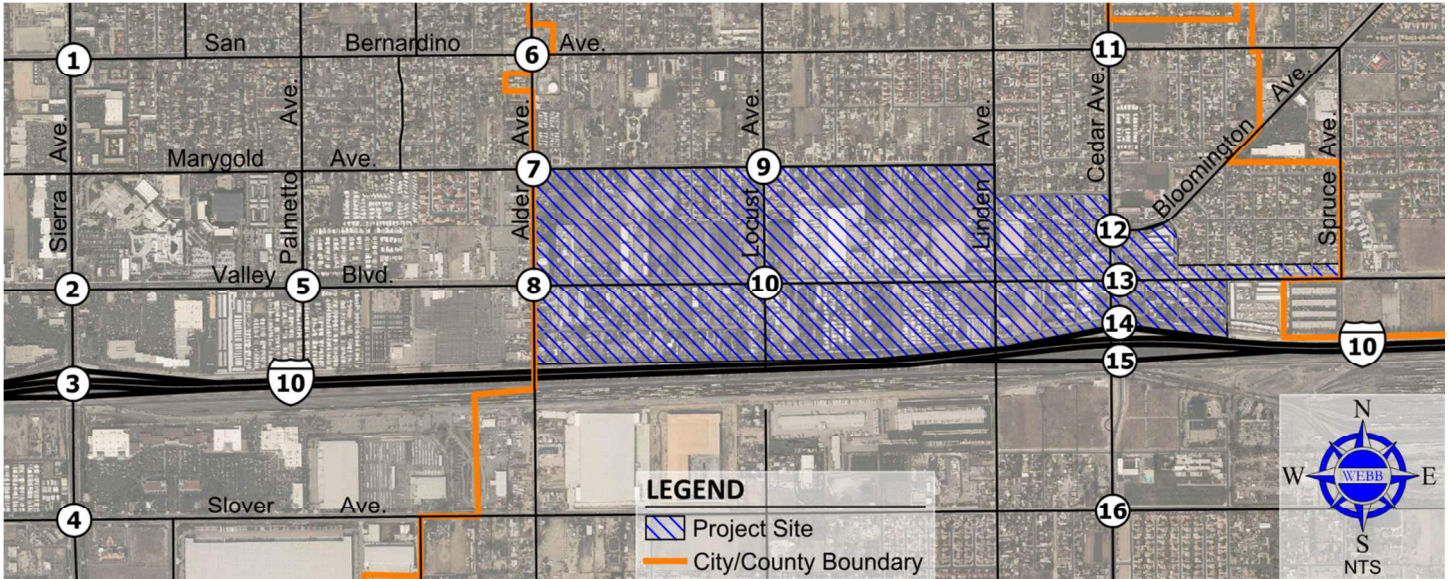 San Bernardino Ave.
1
6
11
Sierra Ave.
Palmetto Ave.
Alder Ave.
Locust Ave.
Linden Ave.
Cedar Ave.
Bloomington Ave.
Spruce Ave.
Marygold Ave.
7
9
12
Valley Blvd.
2
5
8
10
13
14
3
10
15
10
Slover Ave.
4
16
LEGEND
Project Site
City/County Boundary
N
W
WEBB
E
S
NTS